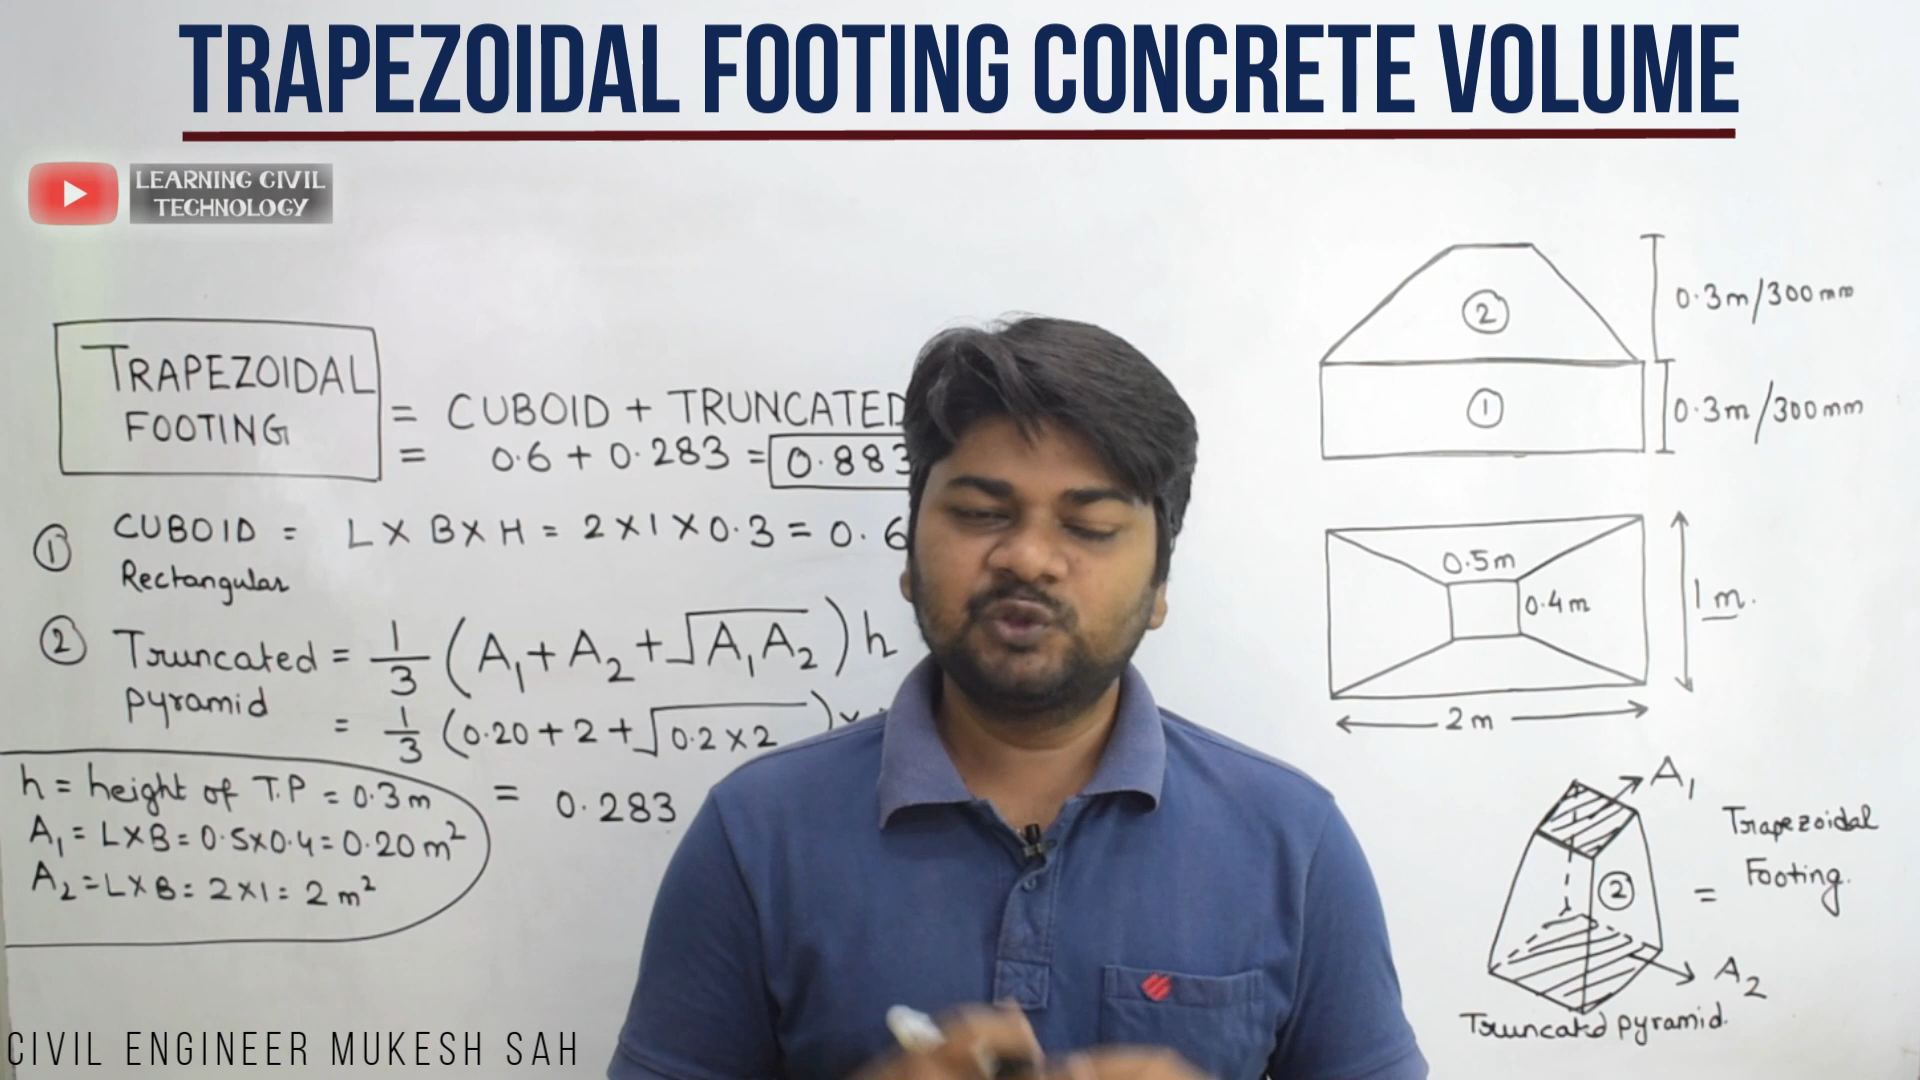 TRAPEZOIDAL FOOTING CONCRETE VOLUME
LEARNING CIVIL
TECHNOLOGY
TRAPEZOIDAL
FOOTING
= CUBOID + TRUNCATED
= 0.6 + 0.283 = 0.883
① CUBOID = L X B X H = 2 X 1 X 0.3 = 0.6
Rectangular
② Truncated = 1/3 (A₁ + A₂ + √A₁A₂) h
pyramid
= 1/3 (0.20 + 2 + √0.2 x 2) x
= 0.283
h = height of T.P = 0.3 m
A₁ = L X B = 0.5x0.4 = 0.20 m²
A₂ = L X B = 2 X 1 = 2 m²
CIVIL ENGINEER MUKESH SAH
②
0.3m/300mm
①
0.3m/300mm
0.5m
0.4m
1 m.
2m
A₁
②
= Trapezoidal
Footing.
A₂
Truncated pyramid.